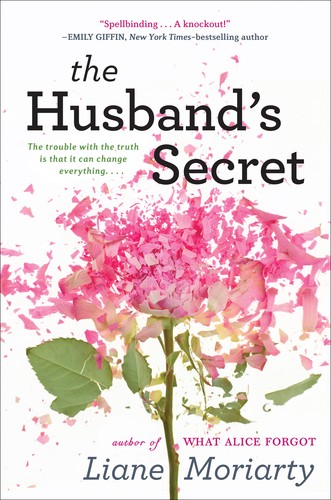 “Spellbinding . . . A knockout!”
—EMILY GIFFIN, New York Times–bestselling author
the
Husband’s
Secret
The trouble with the truth
is that it can change
everything. . . .
author of WHAT ALICE FORGOT
Liane Moriarty